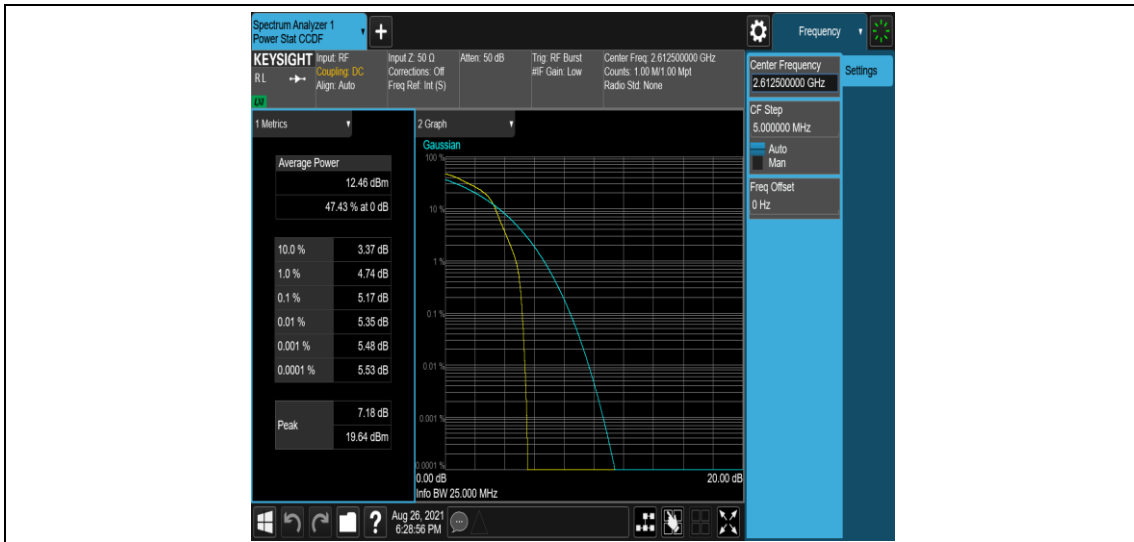 Spectrum Analyzer 1
Power Stat CCDF
Frequency
KEYSIGHT
RL
Input: RF
Coupling: DC
Align: Auto
Input Z: 50 Ω
Corrections: Off
Freq Ref: Int (S)
Atten: 50 dB
Trig: RF Burst
#IF Gain: Low
Center Freq: 2.612500000 GHz
Counts: 1.00 M/1.00 Mpt
Radio Std: None
LXI
Center Frequency
2.612500000 GHz
Settings
CF Step
5.000000 MHz
Auto
Man
Freq Offset
0 Hz
1 Metrics
Average Power
12.46 dBm
47.43 % at 0 dB
10.0 % 3.37 dB
1.0 % 4.74 dB
0.1 % 5.17 dB
0.01 % 5.35 dB
0.001 % 5.48 dB
0.0001 % 5.53 dB
Peak 7.18 dB
19.64 dBm
2 Graph
Gaussian
100 %
10 %
1 %
0.1 %
0.01 %
0.001 %
0.0001 %
0.00 dB 20.00 dB
Info BW 25.000 MHz
Aug 26, 2021
6:28:56 PM